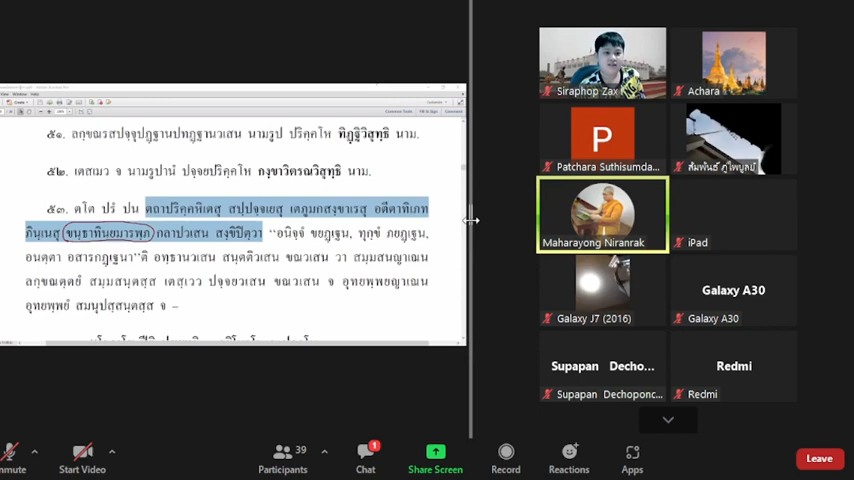 ๕๑. ลกฺขณรสปจฺจุปฏฺฐานปทฏฺฐานวเสน นามรูป ปริคฺคโห ทิฏฺฐิวิสุทฺธิ นาม.
๕๒. เตสเมว จ นามรูปานํ ปจฺจยปริคฺคโห กงฺขาวิตรณวิสุทฺธิ นาม.
๕๓. ตโต ปรํ ปน ตถาปริคฺคหิเตสุ สปฺปจฺจเยสุ เตภูมกสงฺขาเรสุ อตีตาทิเภท
ภินฺเนสุ ขนฺธาทินยมารพฺภ กลาปวเสน สงฺขิปิตฺวา “อนิจฺจํ ขยฏฺเฐน, ทุกฺขํ ภยฏฺเฐน,
อนตฺตา อสารกฏฺเฐนา”ติ อทฺธานวเสน สนฺตติวเสน ขณวเสน วา สมฺมสนญาเณน
ลกฺขณตฺตยํ สมฺมสนฺตสฺส เตเสฺวว ปจฺจยวเสน ขณวเสน จ อุทยพฺพยญาเณน
อุทยพฺพยํ สมนุปสฺสนฺตสฺส จ –
Siraphop Zax
Achara
P
Patchara Suthisumda...
สัมพันธ์ ภู่ไพบูลย์
Maharayong Niranrak
iPad
Galaxy J7 (2016)
Galaxy A30
Galaxy A30
Supapan Decho...
Supapan Dechoponc...
Redmi
Redmi
nmute
Start Video
39
Participants
1
Chat
Share Screen
Record
Reactions
Apps
Leave